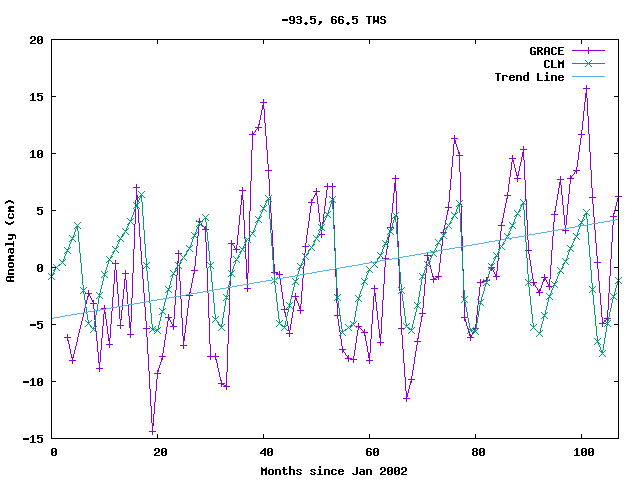 -93.5, 66.5 TWS
GRACE
CLM
Trend Line
20
15
10
5
0
-5
-10
-15
Anomaly (cm)
0 20 40 60 80 100
Months since Jan 2002